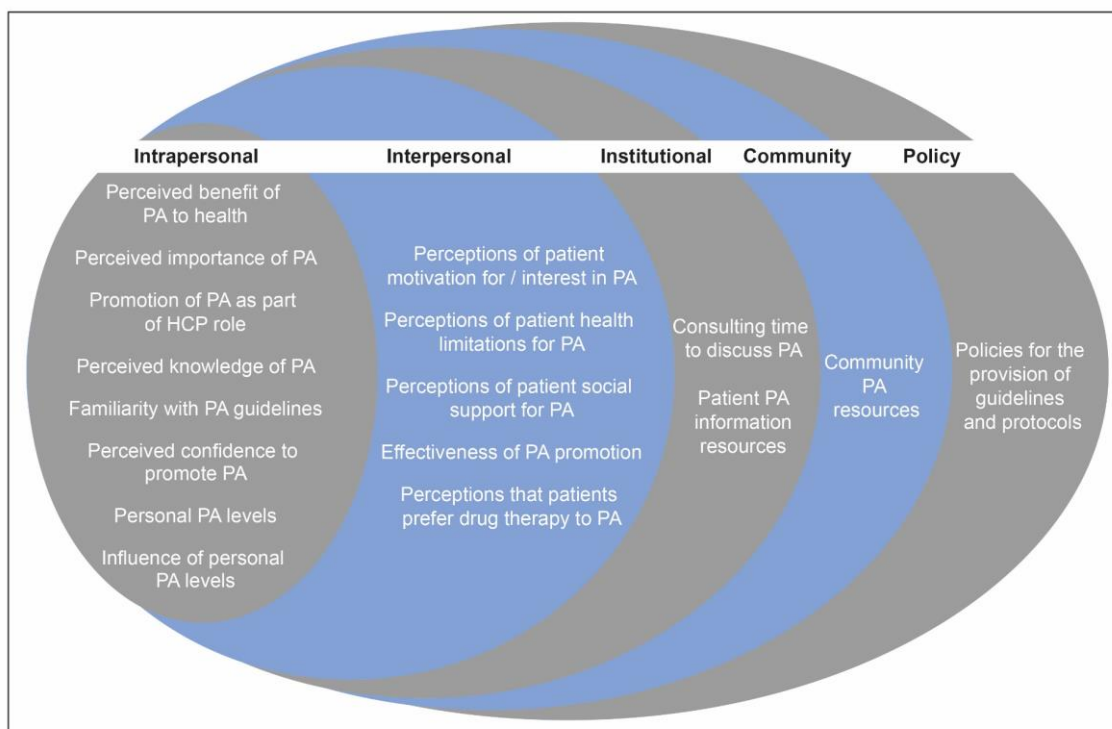 Intrapersonal
Interpersonal
Institutional
Community
Policy
Perceived benefit of
PA to health
Perceived importance of PA
Promotion of PA as part
of HCP role
Perceived knowledge of PA
Familiarity with PA guidelines
Perceived confidence to
promote PA
Personal PA levels
Influence of personal
PA levels
Perceptions of patient
motivation for / interest in PA
Perceptions of patient health
limitations for PA
Perceptions of patient social
support for PA
Effectiveness of PA promotion
Perceptions that patients
prefer drug therapy to PA
Consulting time
to discuss PA
Patient PA
information
resources
Community
PA
resources
Policies for the
provision of
guidelines
and protocols